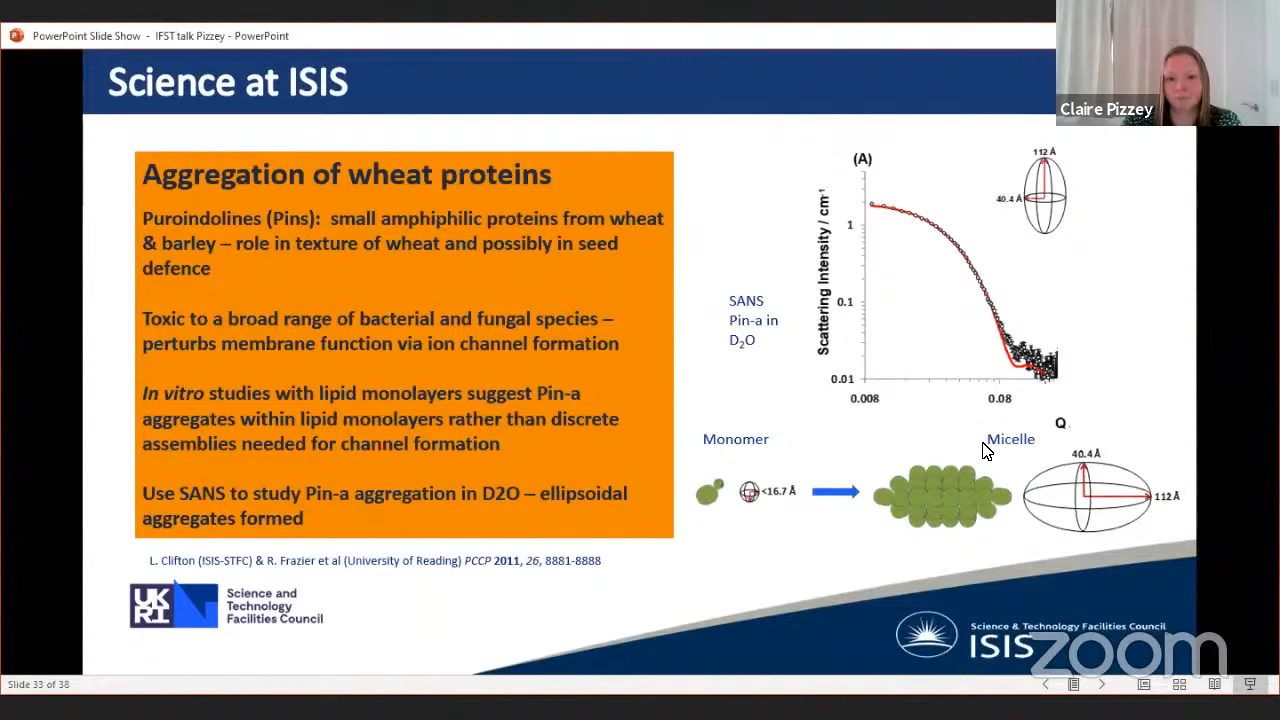 PowerPoint Slide Show - IFST talk Pizzey - PowerPoint
Claire Pizzey
Science at ISIS
Aggregation of wheat proteins
Puroindolines (Pins): small amphiphilic proteins from wheat
& barley – role in texture of wheat and possibly in seed
defence
Toxic to a broad range of bacterial and fungal species –
perturbs membrane function via ion channel formation
In vitro studies with lipid monolayers suggest Pin-a
aggregates within lipid monolayers rather than discrete
assemblies needed for channel formation
Use SANS to study Pin-a aggregation in D2O – ellipsoidal
aggregates formed
L. Clifton (ISIS-STFC) & R. Frazier et al (University of Reading) PCCP 2011, 26, 8881-8888
SANS
Pin-a in
D₂O
(A)
Scattering Intensity / cm⁻¹
1
0.1
0.01
0.008
0.08
Q
112 Å
40.4 Å
Monomer
<16.7 Å
Micelle
40.4 Å
112 Å
UKRI
Science and
Technology
Facilities Council
Science & Technology Facilities Council
ISIS
zoom
Slide 33 of 38